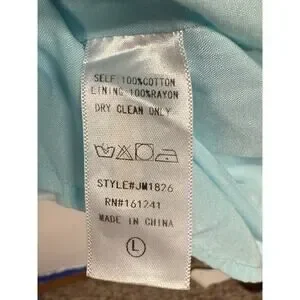 SELF:100%COTTON
LINING:100%RAYON
DRY CLEAN ONLY
STYLE#JM1826
RN#161241
MADE IN CHINA
L